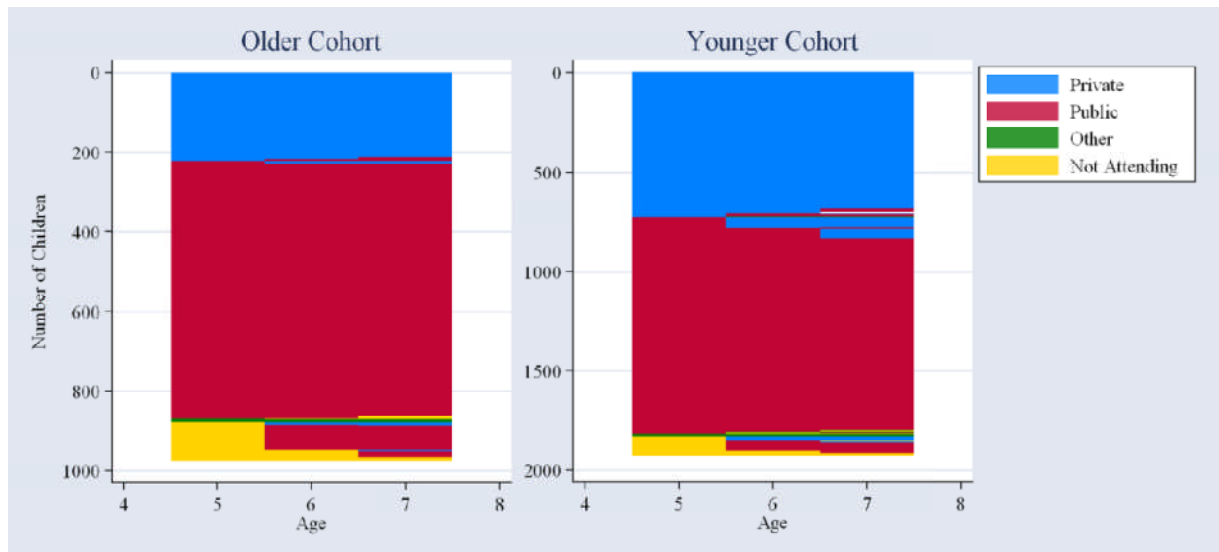 Older Cohort
Younger Cohort
Number of Children
0
200
400
600
800
1000
4 5 6 7 8
Age
0
500
1000
1500
2000
4 5 6 7 8
Age
Private
Public
Other
Not Attending